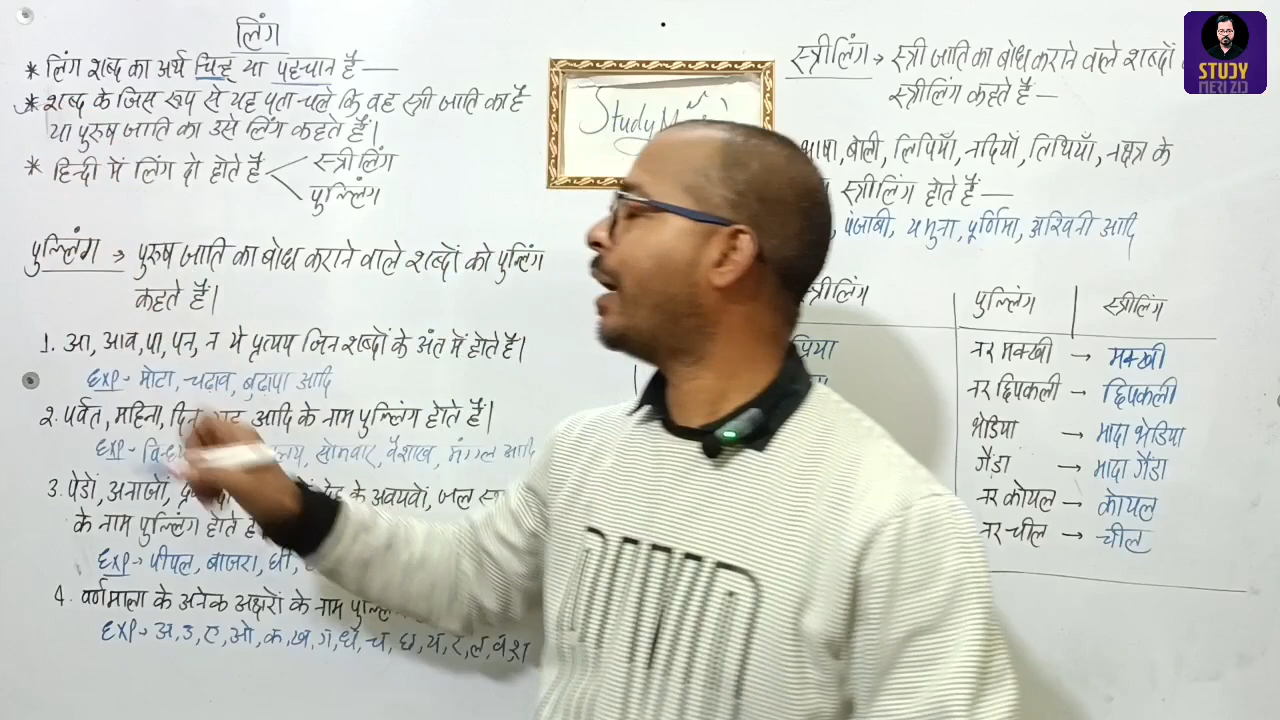 लिंग
* लिंग शब्द का अर्थ चिह्न या पहचान है —
* शब्द के जिस रूप से यह पता चले कि वह स्त्री जाति का है
या पुरुष जाति का उसे लिंग कहते हैं|
* हिन्दी में लिंग दो होते है
स्त्रीलिंग
पुल्लिंग
पुल्लिंग → पुरुष जाति का बोध कराने वाले शब्दों को पुल्लिंग
कहते हैं|
1. आ, आव, पा, पन, न ये प्रत्यय जिन शब्दों के अंत में होते हैं|
Exp - मोटा, चढ़ाव, बुढ़ापा आदि
2. पर्वत, महिना, दिन आदि के नाम पुल्लिंग होते हैं|
Exp - सोमवार, वैशाख, मंगल आदि
3. पेडों, अनाजों, के अवयवों, जल
के नाम पुल्लिंग होते
Exp → पीपल, बाजरा, घी,
4. वर्णमाला के अनेक अक्षरों के नाम
Exp → अ, उ, ए, ओ, क, ख, ग, घ, च, छ, य, र, ल, व, श
Study
स्त्रीलिंग → स्त्री जाति का बोध कराने वाले शब्दों
स्त्रीलिंग कहते है —
भाषा, बोली, लिपियाँ, नदियाँ, तिथियाँ, नक्षत्र के
स्त्रीलिंग होते हैं —
पंजाबी, यमुना, पूर्णिमा, अश्विनी आदि
स्त्रीलिंग
प्रिया
पुल्लिंग | स्त्रीलिंग
नर मक्खी → मक्खी
नर छिपकली → छिपकली
भेडिया → मादा भेडिया
गैंडा → मादा गैंडा
नर कोयल → कोयल
नर चील → चील
STUDY
MERI ZID